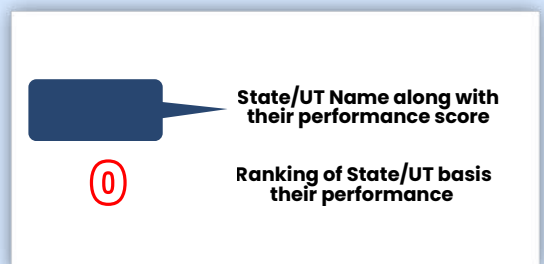 State/UT Name along with
their performance score
0
Ranking of State/UT basis
their performance